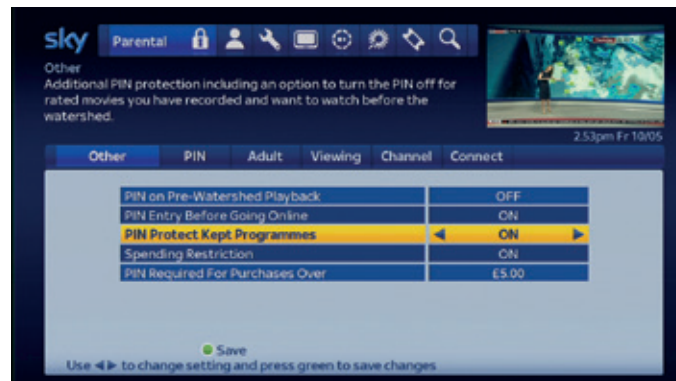 sky
Parental
Other
Additional PIN protection including an option to turn the PIN off for
rated movies you have recorded and want to watch before the
watershed.
2.53pm Fr 10/05
Other PIN Adult Viewing Channel Connect
PIN on Pre-Watershed Playback OFF
PIN Entry Before Going Online ON
PIN Protect Kept Programmes ON
Spending Restriction ON
PIN Required For Purchases Over £5.00
Save
Use ◀▶ to change setting and press green to save changes